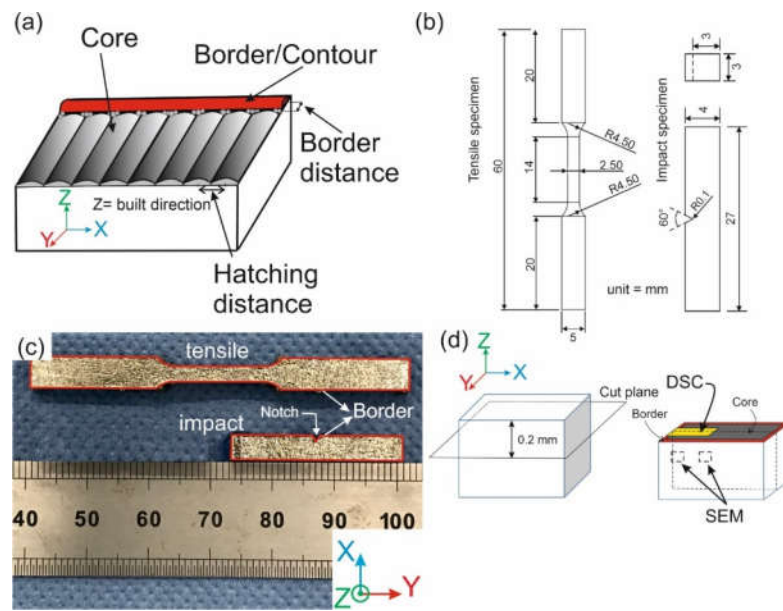 (a)
Core
Border/Contour
Border
distance
Z
Y
X
Z= built direction
Hatching
distance
(b)
Tensile specimen
60
20
14
20
R4.50
2.50
R4.50
5
Impact specimen
3
3
4
60°
R0.1
27
unit = mm
(c)
tensile
impact
Notch
Border
40 50 60 70 80 90 100
X
Z
Y
(d)
Z
Y
X
Cut plane
0.2 mm
DSC
Border
Core
SEM